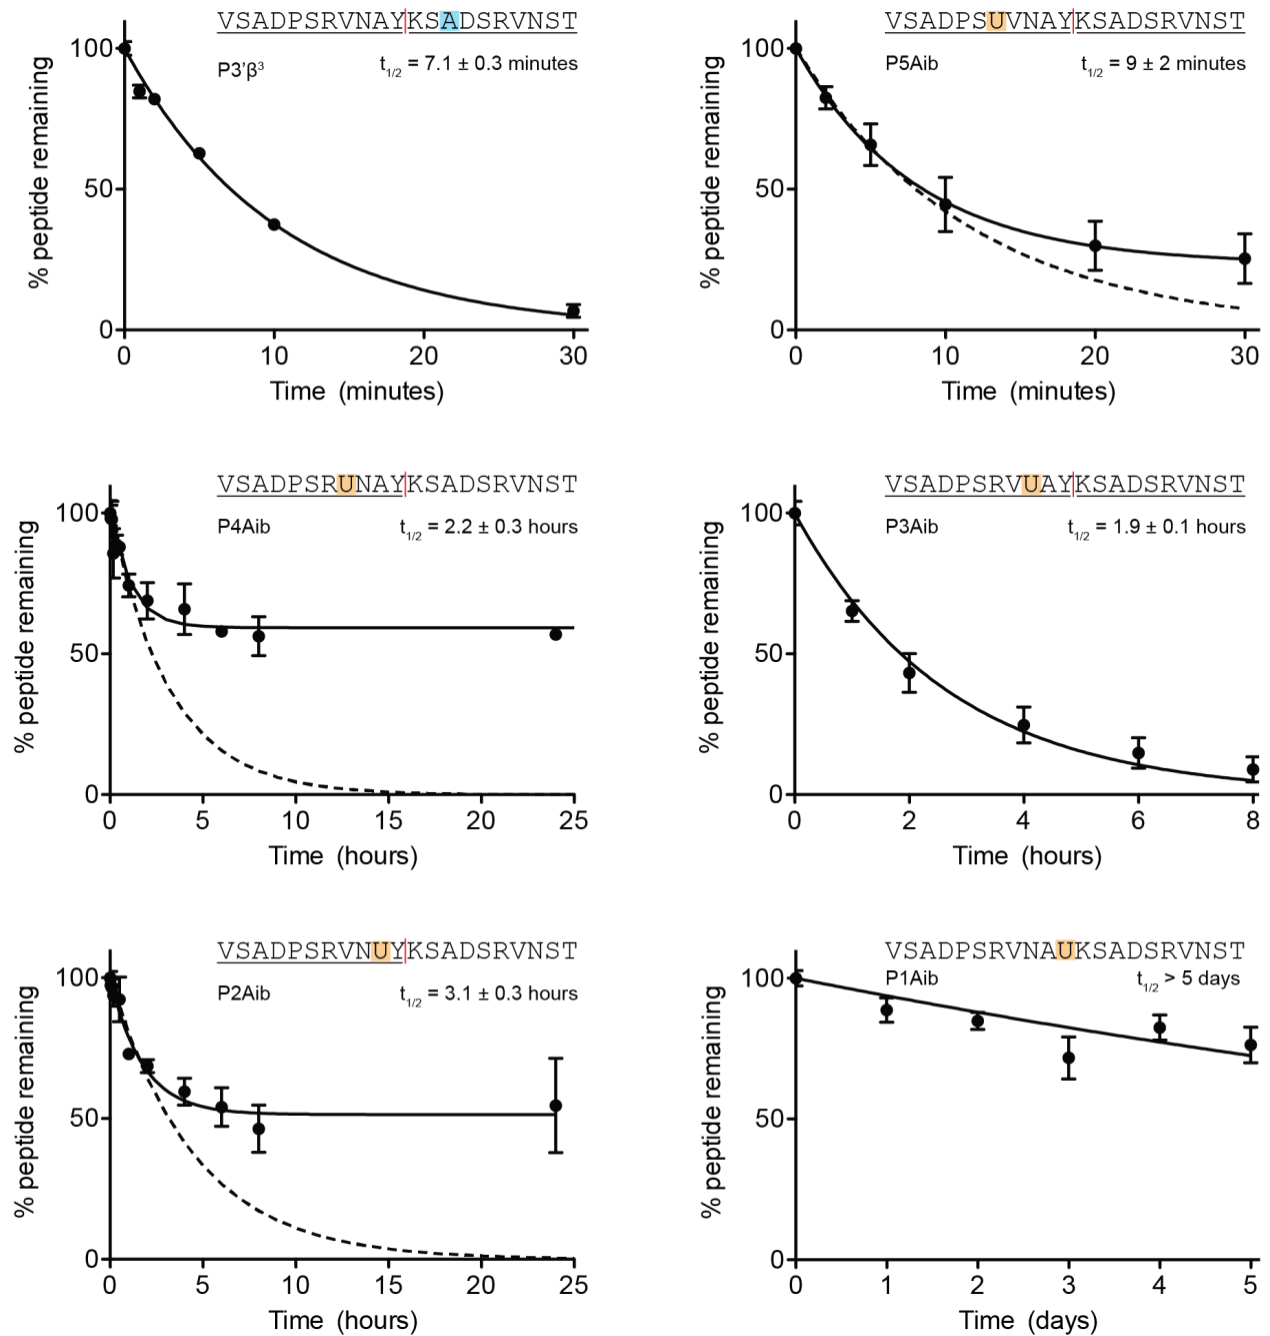 VSADPSRVNAYKSADSRVNST
P3'β³
t1/2 = 7.1 ± 0.3 minutes
% peptide remaining
100
50
0
0 10 20 30
Time (minutes)
VSADPSUVNAYKSADSRVNST
P5Aib
t1/2 = 9 ± 2 minutes
% peptide remaining
100
50
0
0 10 20 30
Time (minutes)
VSADPSRUNAYKSADSRVNST
P4Aib
t1/2 = 2.2 ± 0.3 hours
% peptide remaining
100
50
0
0 5 10 15 20 25
Time (hours)
VSADPSRVUAYKSADSRVNST
P3Aib
t1/2 = 1.9 ± 0.1 hours
% peptide remaining
100
50
0
0 2 4 6 8
Time (hours)
VSADPSRVNUYKSADSRVNST
P2Aib
t1/2 = 3.1 ± 0.3 hours
% peptide remaining
100
50
0
0 5 10 15 20 25
Time (hours)
VSADPSRVNAUKSADSRVNST
P1Aib
t1/2 > 5 days
% peptide remaining
100
50
0
0 1 2 3 4 5
Time (days)